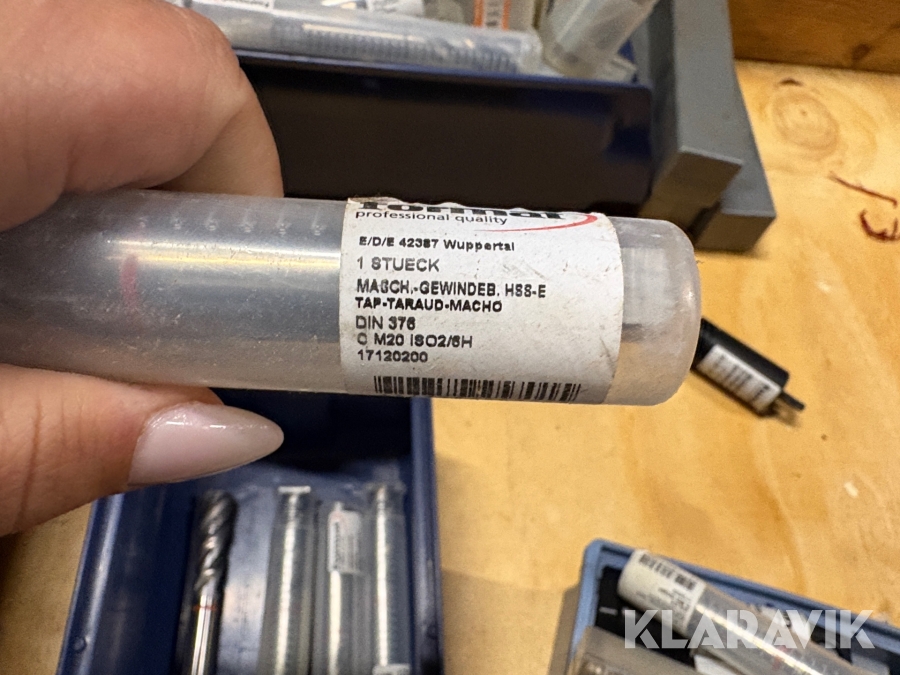 format
professional quality
E/D/E 42387 Wuppertal
1 STUECK
MASCH.-GEWINDEB. HSS-E
TAP-TARAUD-MACHO
DIN 376
C M20 ISO2/6H
17120200
KLARAVIK